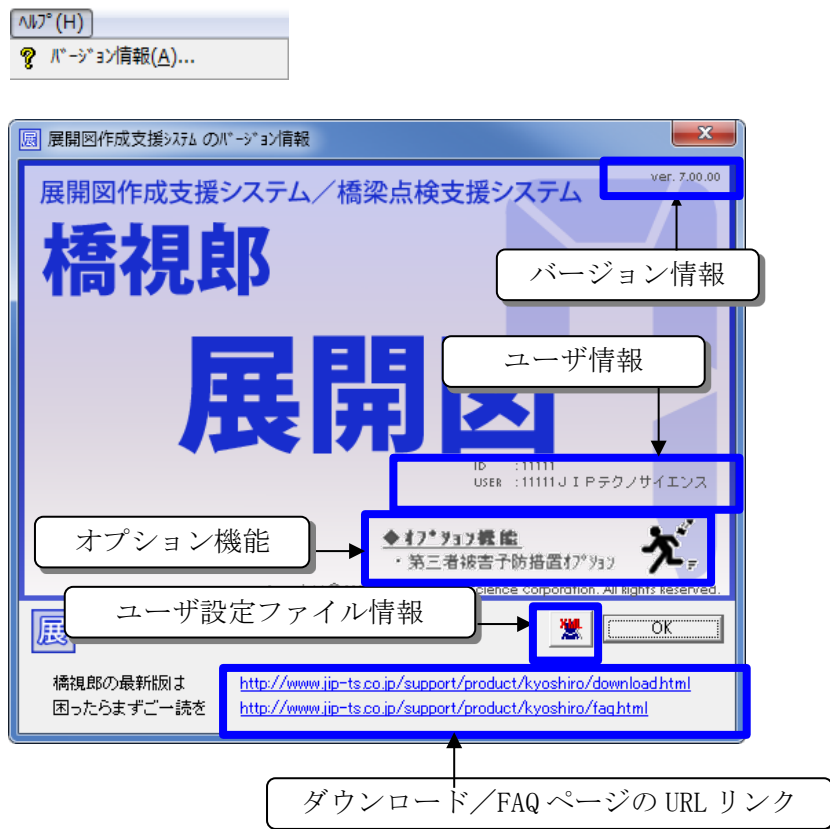 ﾍﾙﾌﾟ(H)
ﾊﾞｰｼﾞｮﾝ情報(A)...
展開図作成支援ｼｽﾃﾑ のﾊﾞｰｼﾞｮﾝ情報
ver. 7.00.00
展開図作成支援システム／橋梁点検支援システム
橋視郎
バージョン情報
ユーザ情報
展開図
ID :11111
USER :11111ＪＩＰテクノサイエンス
オプション機能
◆ｵﾌﾟｼｮﾝ機能
・第三者被害予防措置ｵﾌﾟｼｮﾝ
science Corporation. All rights reserved.
ユーザ設定ファイル情報
展
OK
橋視郎の最新版は http://www.jip-ts.co.jp/support/product/kyoshiro/download.html
困ったらまずご一読を http://www.jip-ts.co.jp/support/product/kyoshiro/faq.html
ダウンロード／FAQ ページの URL リンク